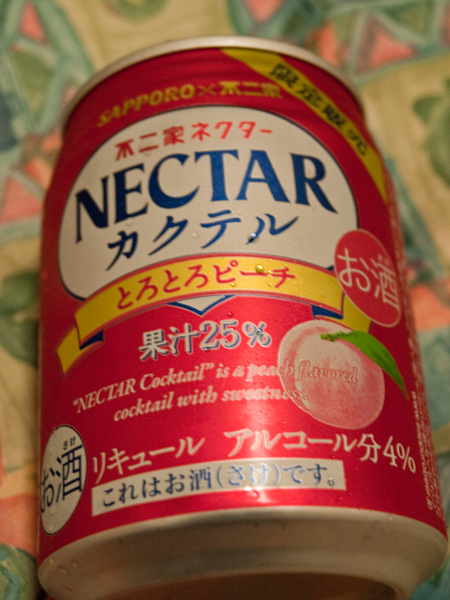 SAPPORO×不二家
限定販売
不二家ネクター
NECTAR
カクテル
とろとろピーチ
お酒
果汁25%
"NECTAR Cocktail" is a peach flavored
cocktail with sweetness.
さけ
お酒
リキュール アルコール分4%
これはお酒(さけ)です。